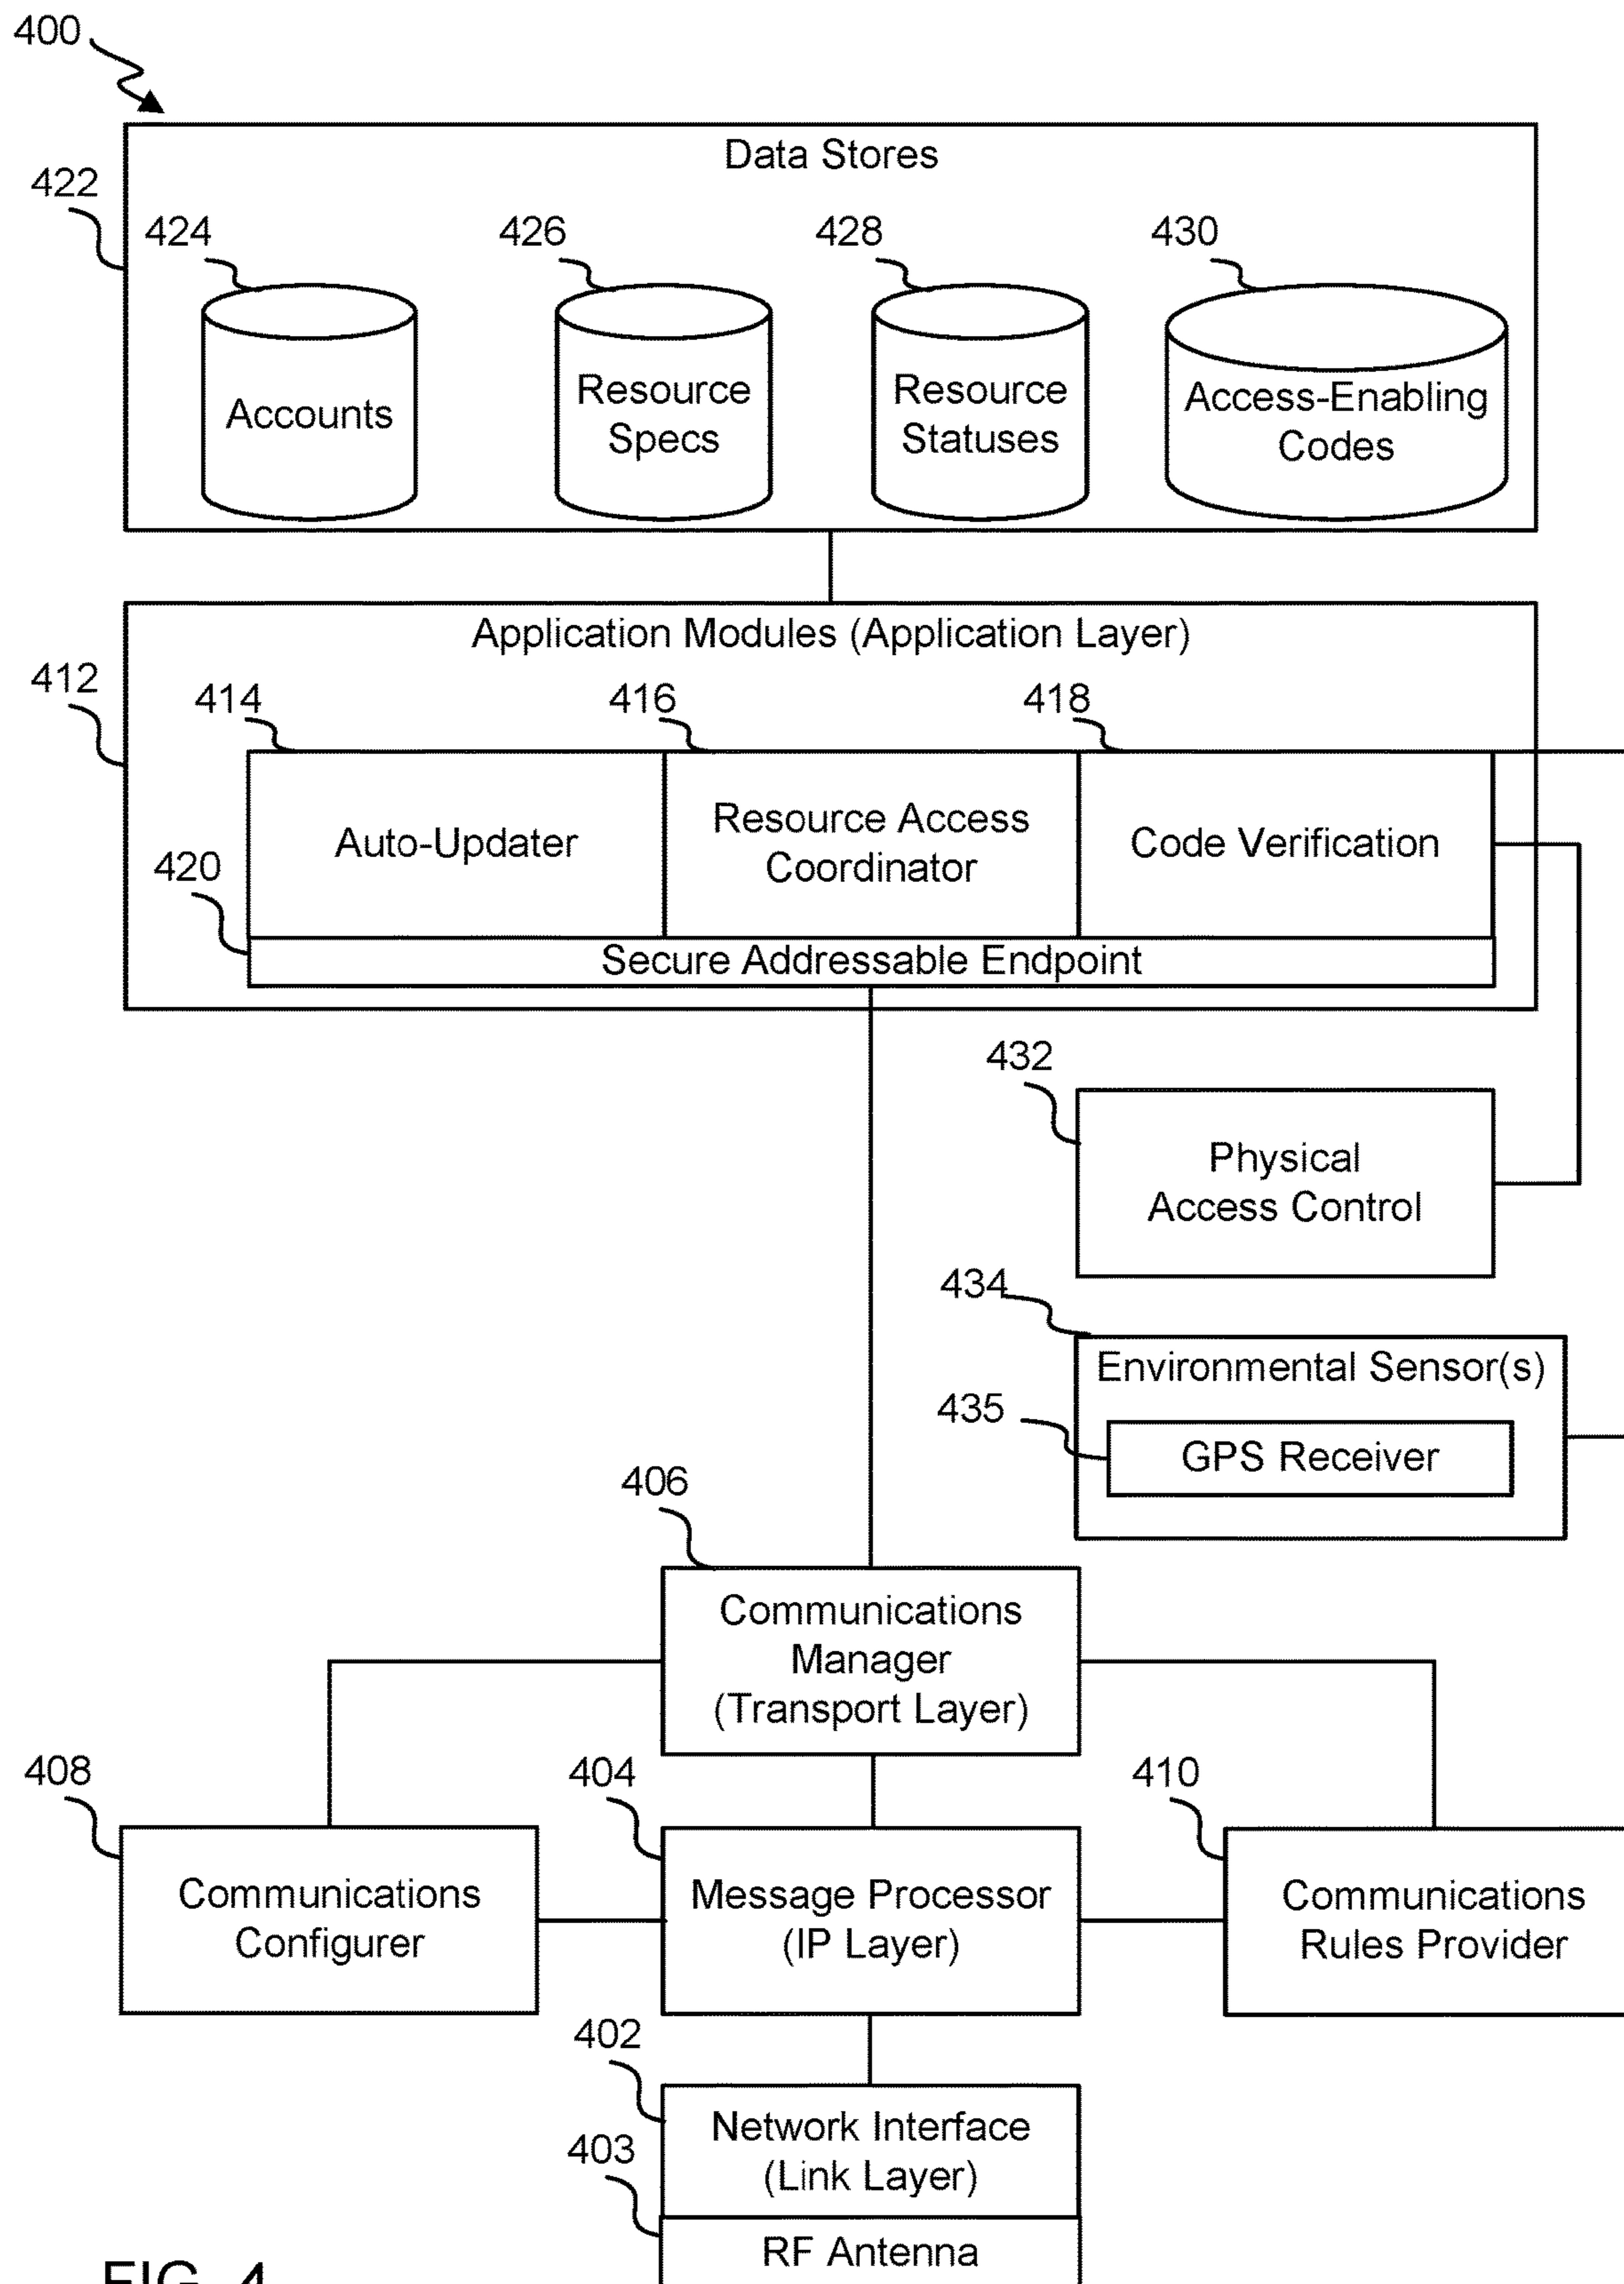 400
Data Stores
422
424
426
428
430
Accounts
Resource
Specs
Resource
Statuses
Access-Enabling
Codes
Application Modules (Application Layer)
412
414
416
418
Auto-Updater
Resource Access
Coordinator
Code Verification
420
Secure Addressable Endpoint
432
Physical
Access Control
434
Environmental Sensor(s)
435
GPS Receiver
406
Communications
Manager
(Transport Layer)
408
404
410
Communications
Configurer
Message Processor
(IP Layer)
Communications
Rules Provider
402
Network Interface
(Link Layer)
403
RF Antenna
FIG. 4